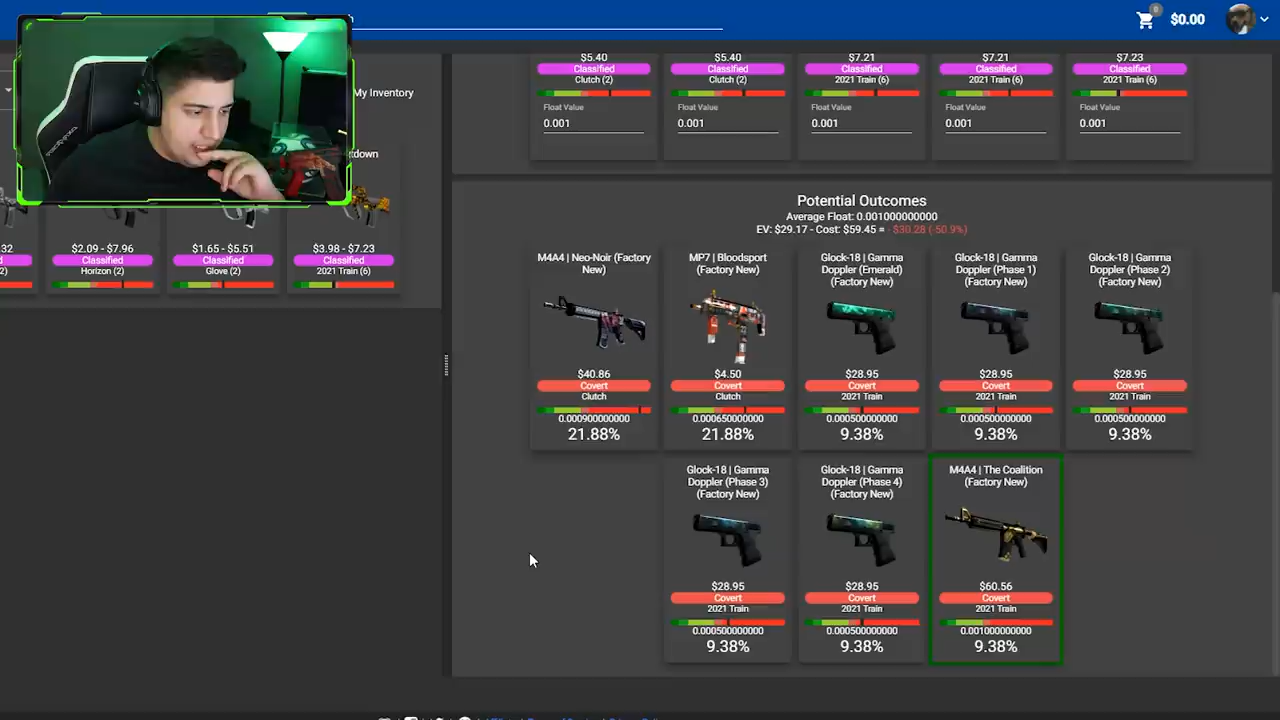 0
$0.00
My Inventory
tdown
.32
$2.09 - $7.96
$1.65 - $5.51
$3.98 - $7.23
2)
Classified
Classified
Classified
Horizon (2)
Glove (2)
2021 Train (6)
$5.40
$5.40
$7.21
$7.21
$7.23
Classified
Classified
Classified
Classified
Classified
Clutch (2)
Clutch (2)
2021 Train (6)
2021 Train (6)
2021 Train (6)
Float Value
Float Value
Float Value
Float Value
Float Value
0.001
0.001
0.001
0.001
0.001
Potential Outcomes
Average Float: 0.001000000000
EV: $29.17 - Cost: $59.45 = -$30.28 (-50.9%)
M4A4 | Neo-Noir (Factory
New)
$40.86
Covert
Clutch
0.000900000000
21.88%
MP7 | Bloodsport
(Factory New)
$4.50
Covert
Clutch
0.000650000000
21.88%
Glock-18 | Gamma
Doppler (Emerald)
(Factory New)
$28.95
Covert
2021 Train
0.000500000000
9.38%
Glock-18 | Gamma
Doppler (Phase 1)
(Factory New)
$28.95
Covert
2021 Train
0.000500000000
9.38%
Glock-18 | Gamma
Doppler (Phase 2)
(Factory New)
$28.95
Covert
2021 Train
0.000500000000
9.38%
Glock-18 | Gamma
Doppler (Phase 3)
(Factory New)
$28.95
Covert
2021 Train
0.000500000000
9.38%
Glock-18 | Gamma
Doppler (Phase 4)
(Factory New)
$28.95
Covert
2021 Train
0.000500000000
9.38%
M4A4 | The Coalition
(Factory New)
$60.56
Covert
2021 Train
0.001000000000
9.38%